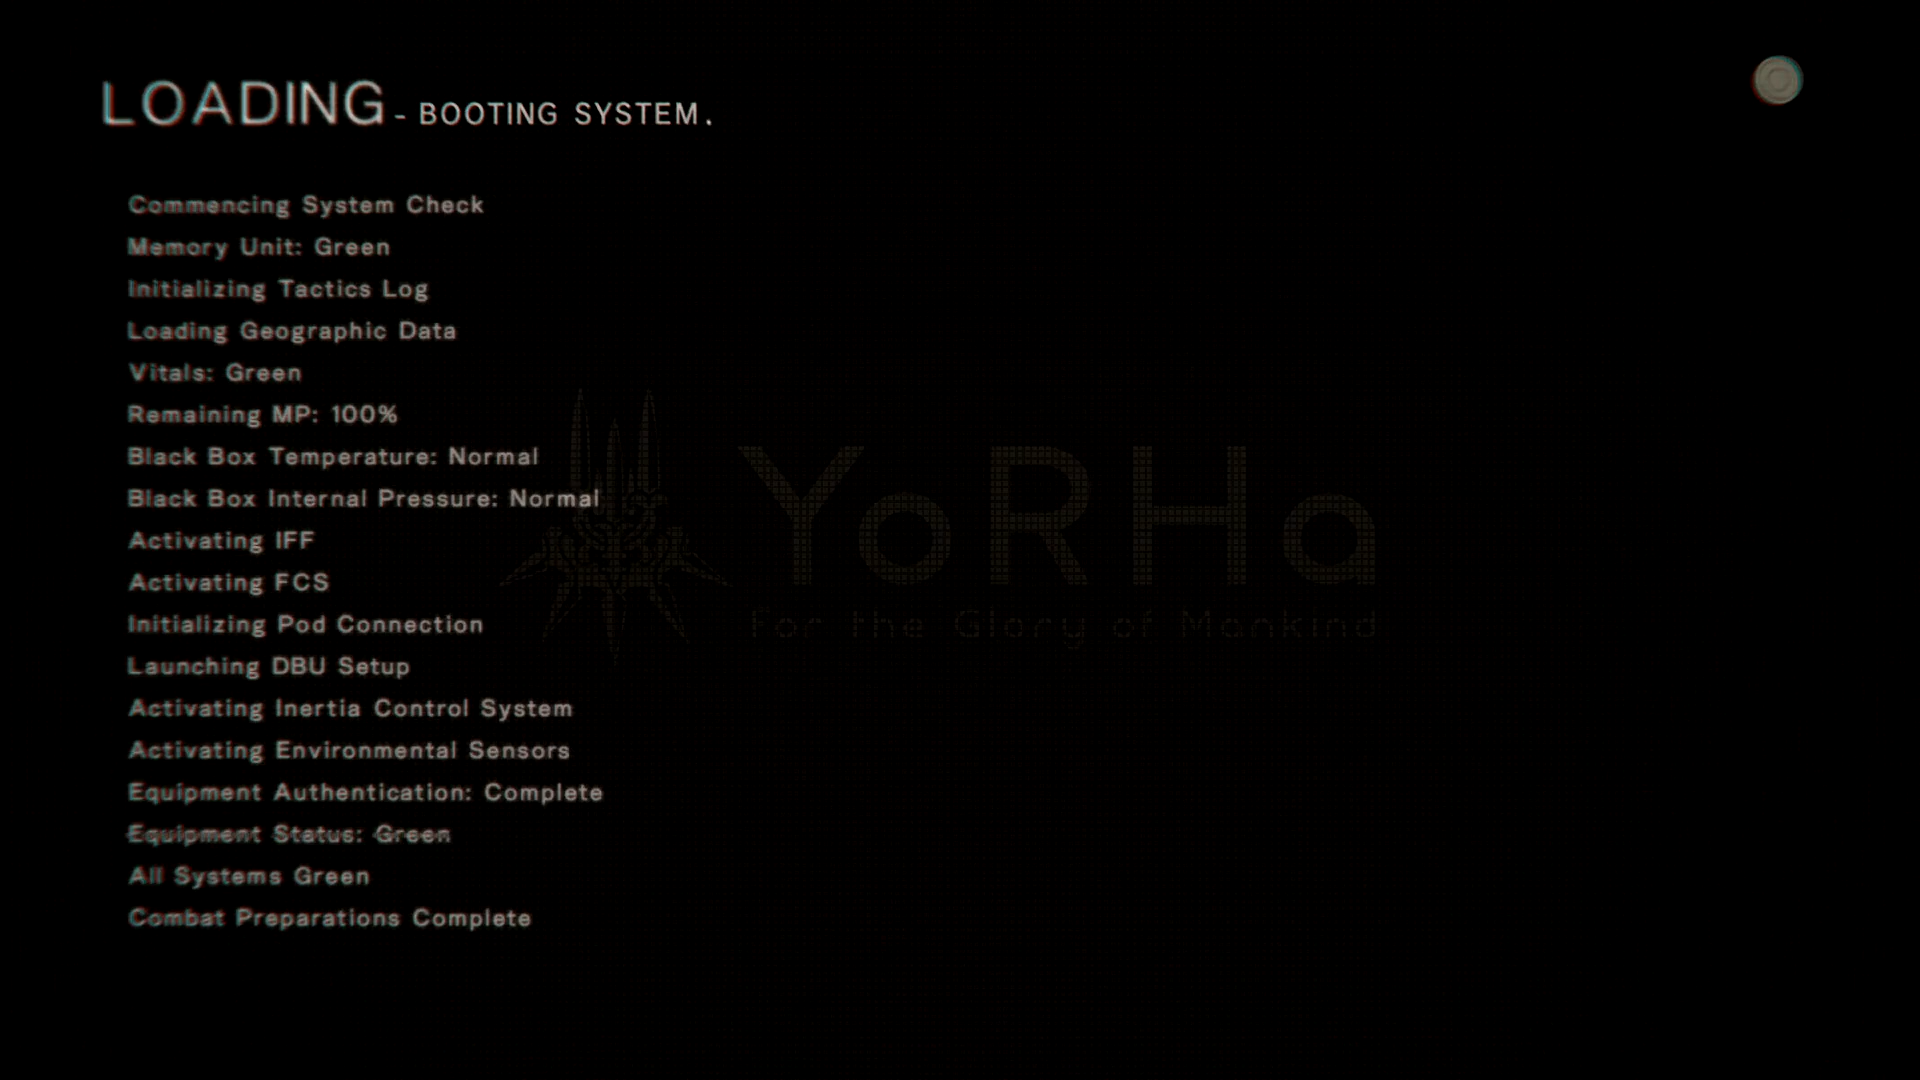 LOADING - BOOTING SYSTEM.
Commencing System Check
Memory Unit: Green
Initializing Tactics Log
Loading Geographic Data
Vitals: Green
Remaining MP: 100%
Black Box Temperature: Normal
Black Box Internal Pressure: Normal
Activating IFF
Activating FCS
Initializing Pod Connection
Launching DBU Setup
Activating Inertia Control System
Activating Environmental Sensors
Equipment Authentication: Complete
Equipment Status: Green
All Systems Green
Combat Preparations Complete
YoRHa
For the Glory of Mankind